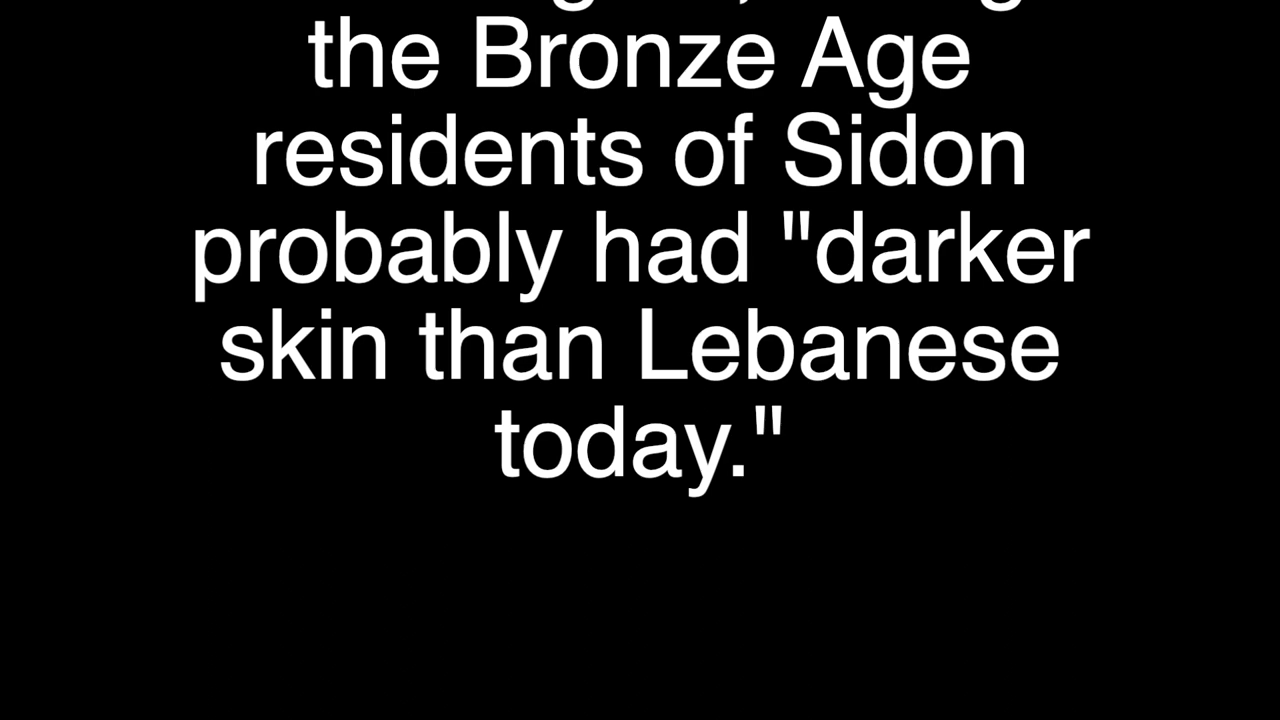 the Bronze Age
residents of Sidon
probably had "darker
skin than Lebanese
today."